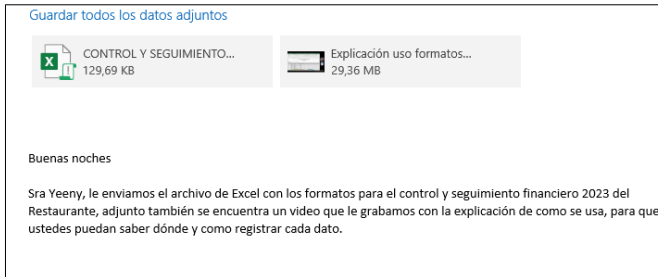 Guardar todos los datos adjuntos
CONTROL Y SEGUIMIENTO...
129,69 KB
Explicación uso formatos...
29,36 MB
Buenas noches
Sra Yeeny, le enviamos el archivo de Excel con los formatos para el control y seguimiento financiero 2023 del
Restaurante, adjunto también se encuentra un video que le grabamos con la explicación de como se usa, para que
ustedes puedan saber dónde y como registrar cada dato.